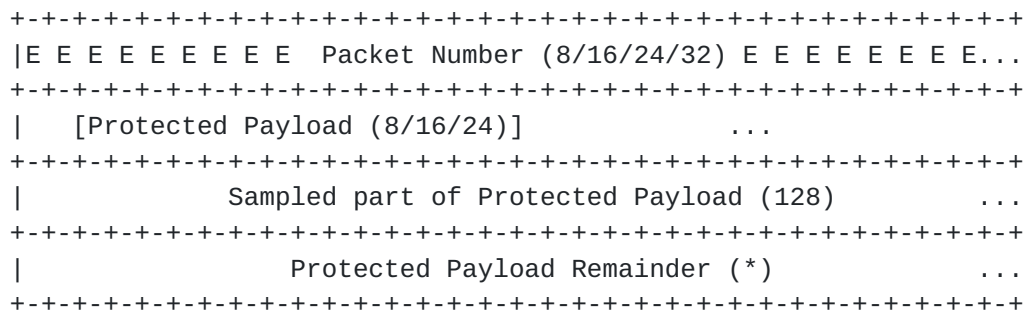 +-+-+-+-+-+-+-+-+-+-+-+-+-+-+-+-+-+-+-+-+-+-+-+-+-+-+-+-+-+-+-+-+
|E E E E E E E E E  Packet Number (8/16/24/32) E E E E E E E E...
+-+-+-+-+-+-+-+-+-+-+-+-+-+-+-+-+-+-+-+-+-+-+-+-+-+-+-+-+-+-+-+-+
|   [Protected Payload (8/16/24)]             ...
+-+-+-+-+-+-+-+-+-+-+-+-+-+-+-+-+-+-+-+-+-+-+-+-+-+-+-+-+-+-+-+-+
|             Sampled part of Protected Payload (128)         ...
+-+-+-+-+-+-+-+-+-+-+-+-+-+-+-+-+-+-+-+-+-+-+-+-+-+-+-+-+-+-+-+-+
|                 Protected Payload Remainder (*)             ...
+-+-+-+-+-+-+-+-+-+-+-+-+-+-+-+-+-+-+-+-+-+-+-+-+-+-+-+-+-+-+-+-+